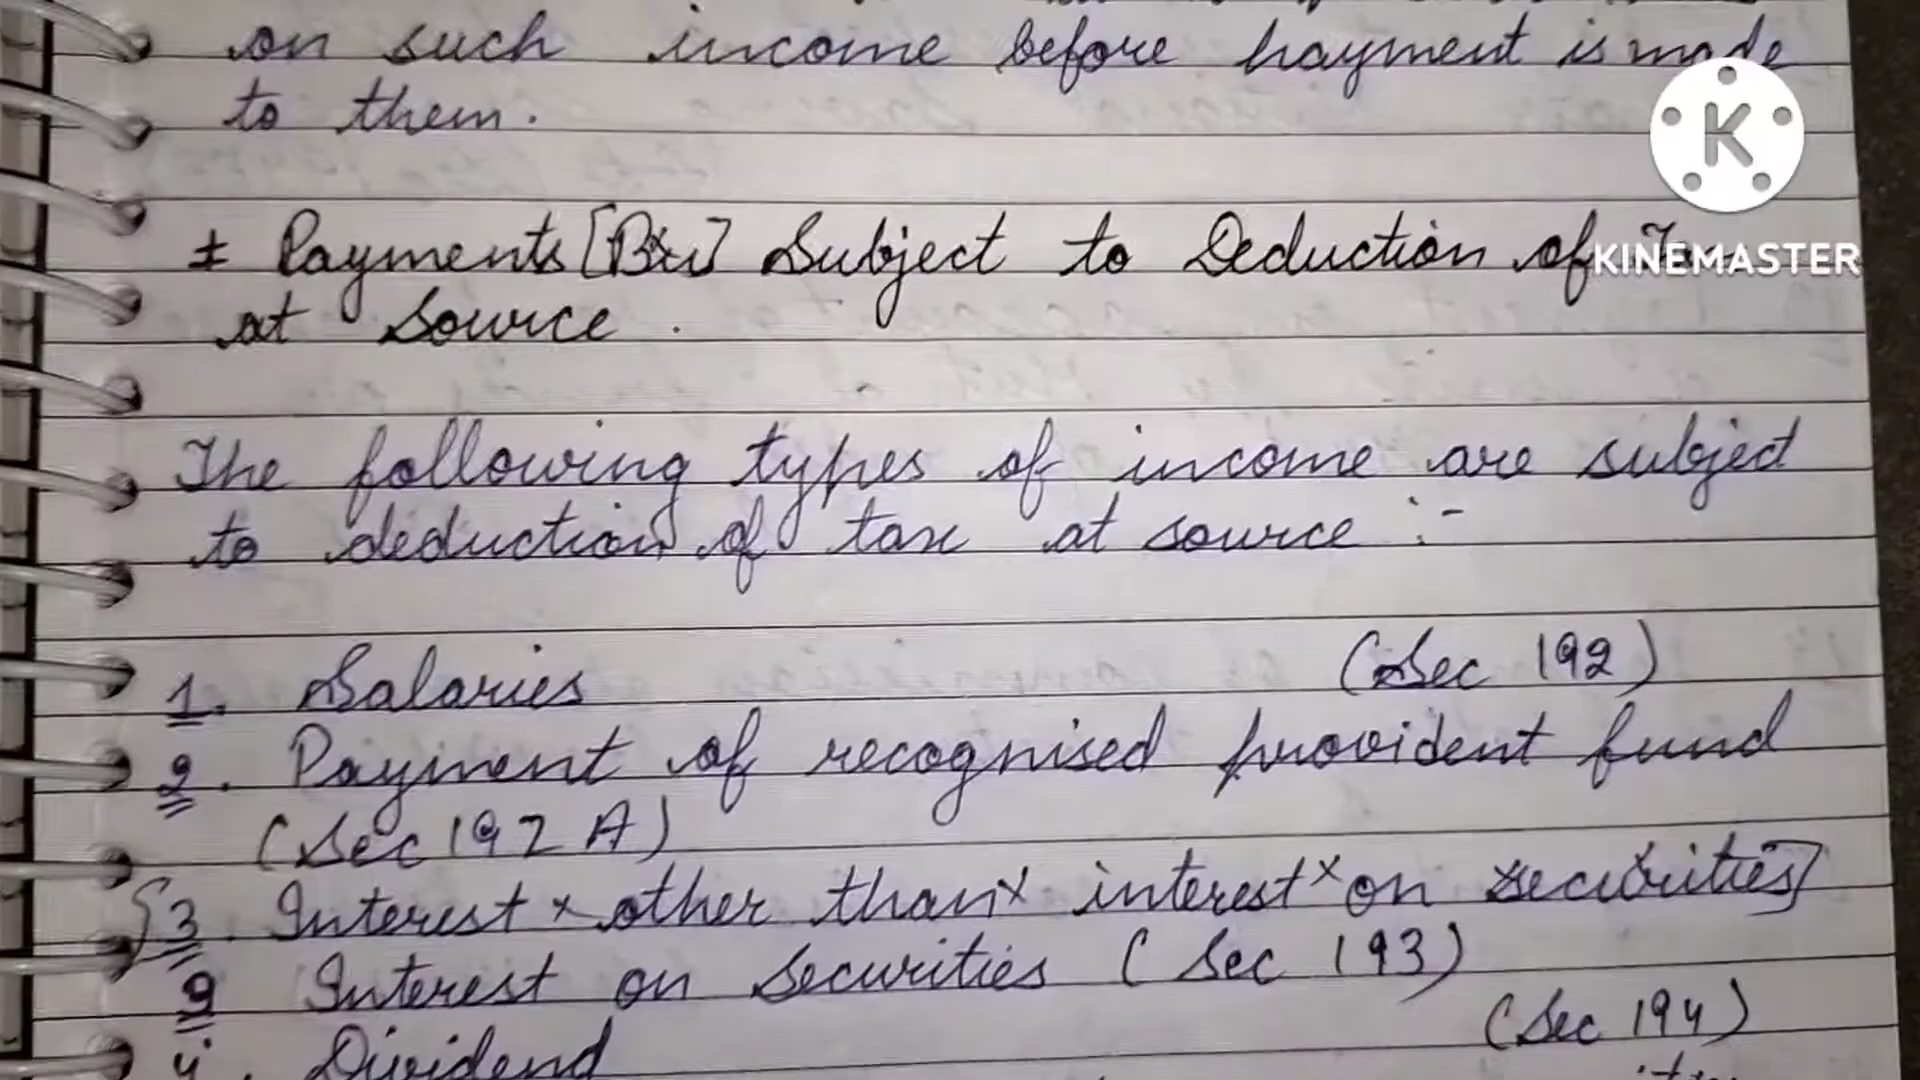 on such income before payment is made
to them.
K
KINEMASTER
± Payments [] Subject to Deduction of
at Source.
The following types of income are subject
to deduction of tax at source :-
1. Salaries (Sec 192)
2. Payment of recognised provident fund
(Sec 192 A)
3. Interest x other than x interest x on securities]
9 Interest on Securities (Sec 193)
4. Dividend (Sec 194)